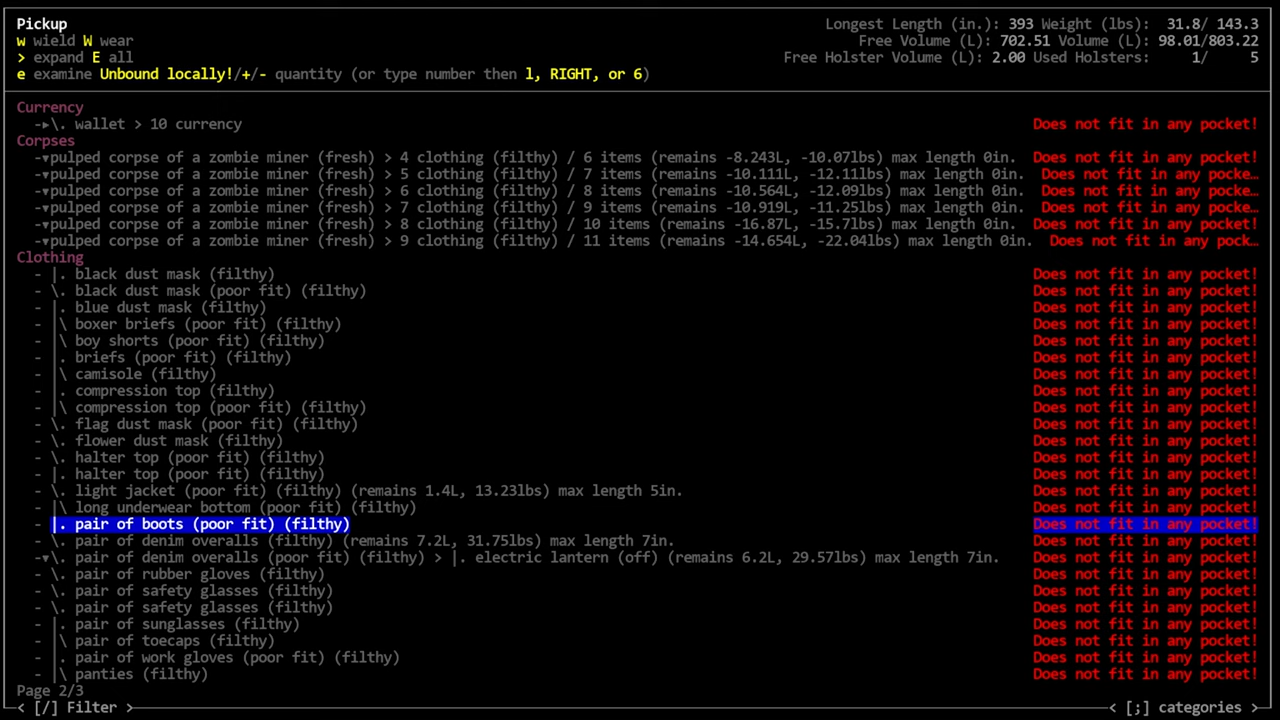 Pickup Longest Length (in.): 393 Weight (lbs): 31.8/ 143.3
w wield W wear Free Volume (L): 702.51 Volume (L): 98.01/803.22
> expand E all Free Holster Volume (L): 2.00 Used Holsters: 1/ 5
e examine Unbound locally!/+/- quantity (or type number then l, RIGHT, or 6)
Currency
-▸\. wallet > 10 currency Does not fit in any pocket!
Corpses
-▾pulped corpse of a zombie miner (fresh) > 4 clothing (filthy) / 6 items (remains -8.243L, -10.07lbs) max length 0in. Does not fit in any pocket!
-▾pulped corpse of a zombie miner (fresh) > 5 clothing (filthy) / 7 items (remains -10.111L, -12.11lbs) max length 0in. Does not fit in any pocke…
-▾pulped corpse of a zombie miner (fresh) > 6 clothing (filthy) / 8 items (remains -10.564L, -12.09lbs) max length 0in. Does not fit in any pocke…
-▾pulped corpse of a zombie miner (fresh) > 7 clothing (filthy) / 9 items (remains -10.919L, -11.25lbs) max length 0in. Does not fit in any pocke…
-▾pulped corpse of a zombie miner (fresh) > 8 clothing (filthy) / 10 items (remains -16.87L, -15.7lbs) max length 0in. Does not fit in any pocket!
-▾pulped corpse of a zombie miner (fresh) > 9 clothing (filthy) / 11 items (remains -14.654L, -22.04lbs) max length 0in. Does not fit in any pock…
Clothing
- |. black dust mask (filthy) Does not fit in any pocket!
- \. black dust mask (poor fit) (filthy) Does not fit in any pocket!
- |. blue dust mask (filthy) Does not fit in any pocket!
- |\ boxer briefs (poor fit) (filthy) Does not fit in any pocket!
- |\ boy shorts (poor fit) (filthy) Does not fit in any pocket!
- |. briefs (poor fit) (filthy) Does not fit in any pocket!
- |\ camisole (filthy) Does not fit in any pocket!
- |. compression top (filthy) Does not fit in any pocket!
- |\ compression top (poor fit) (filthy) Does not fit in any pocket!
- \. flag dust mask (poor fit) (filthy) Does not fit in any pocket!
- \. flower dust mask (filthy) Does not fit in any pocket!
- \. halter top (poor fit) (filthy) Does not fit in any pocket!
- |. halter top (poor fit) (filthy) Does not fit in any pocket!
- \. light jacket (poor fit) (filthy) (remains 1.4L, 13.23lbs) max length 5in. Does not fit in any pocket!
- |\ long underwear bottom (poor fit) (filthy) Does not fit in any pocket!
- |. pair of boots (poor fit) (filthy) Does not fit in any pocket!
- \. pair of denim overalls (filthy) (remains 7.2L, 31.75lbs) max length 7in. Does not fit in any pocket!
-▾\. pair of denim overalls (poor fit) (filthy) > |. electric lantern (off) (remains 6.2L, 29.57lbs) max length 7in. Does not fit in any pocket!
- \. pair of rubber gloves (filthy) Does not fit in any pocket!
- \. pair of safety glasses (filthy) Does not fit in any pocket!
- \. pair of safety glasses (filthy) Does not fit in any pocket!
- |. pair of sunglasses (filthy) Does not fit in any pocket!
- |\ pair of toecaps (filthy) Does not fit in any pocket!
- |. pair of work gloves (poor fit) (filthy) Does not fit in any pocket!
- |\ panties (filthy) Does not fit in any pocket!
Page 2/3
< [/] Filter > < [;] categories >